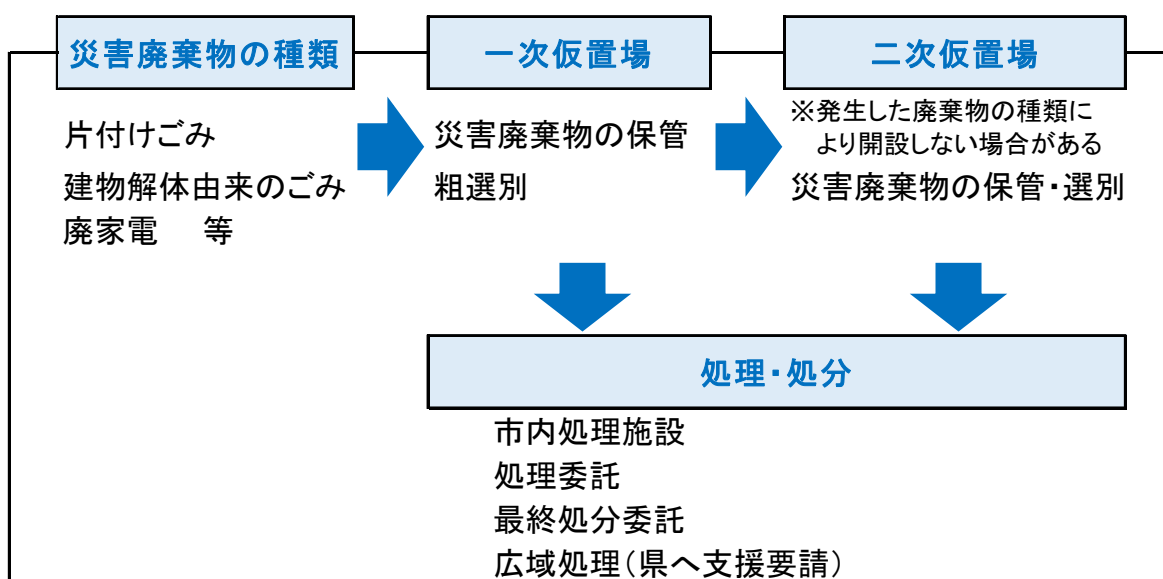 災害廃棄物の種類
片付けごみ
建物解体由来のごみ
廃家電　等
一次仮置場
災害廃棄物の保管
粗選別
二次仮置場
※発生した廃棄物の種類に
より開設しない場合がある
災害廃棄物の保管・選別
処理・処分
市内処理施設
処理委託
最終処分委託
広域処理（県へ支援要請）